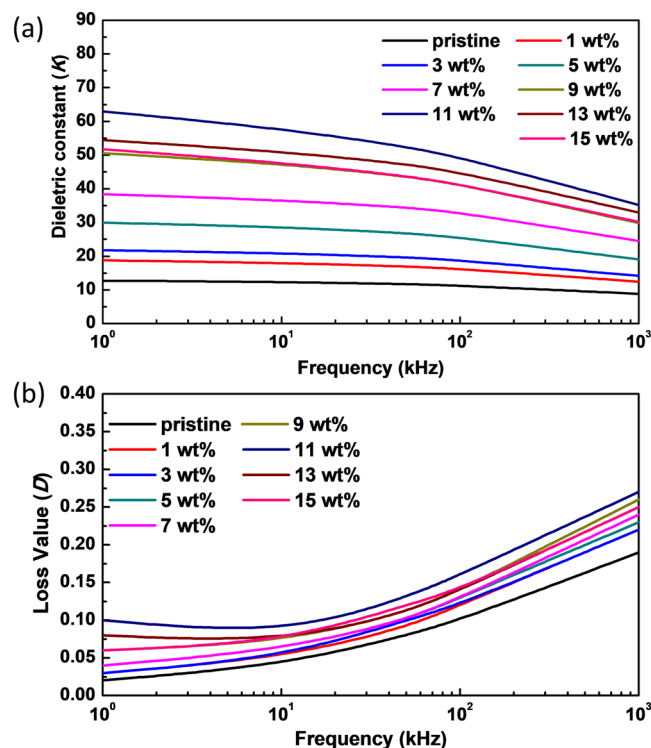 (a)
Dieletric constant (K)
90
80
70
60
50
40
30
20
10
0
pristine 1 wt%
3 wt% 5 wt%
7 wt% 9 wt%
11 wt% 13 wt%
15 wt%
10^0 10^1 10^2 10^3
Frequency (kHz)
(b)
Loss Value (D)
0.40
0.35
0.30
0.25
0.20
0.15
0.10
0.05
0.00
pristine 9 wt%
1 wt% 11 wt%
3 wt% 13 wt%
5 wt% 15 wt%
7 wt%
10^0 10^1 10^2 10^3
Frequency (kHz)